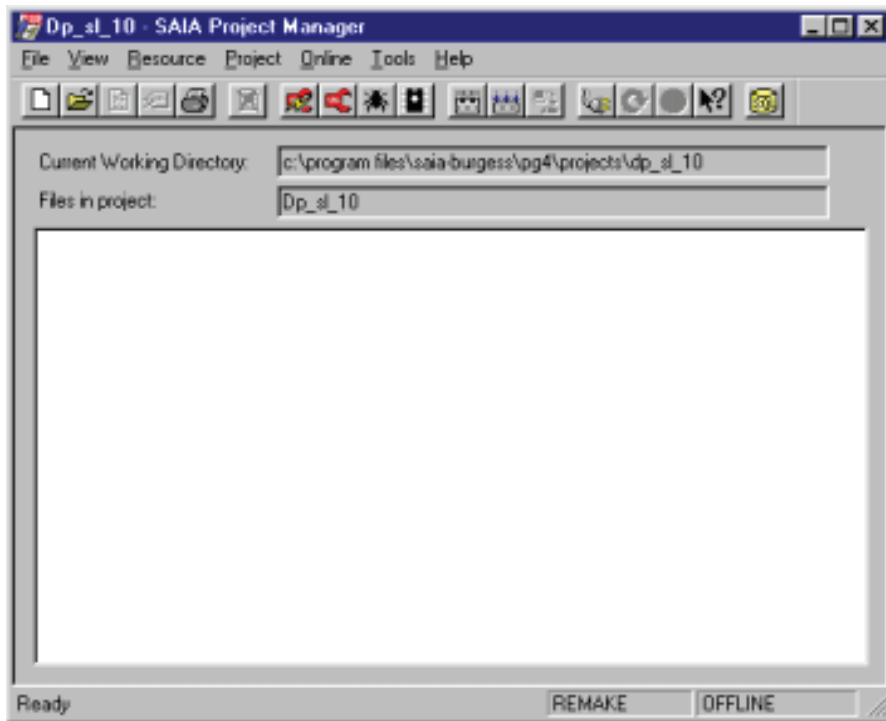 Dp_sl_10 - SAIA Project Manager
File View Resource Project Online Tools Help
Current Working Directory: c:\program files\saia-burgess\pg4\projects\dp_sl_10
Files in project: Dp_sl_10
Ready REMAKE OFFLINE